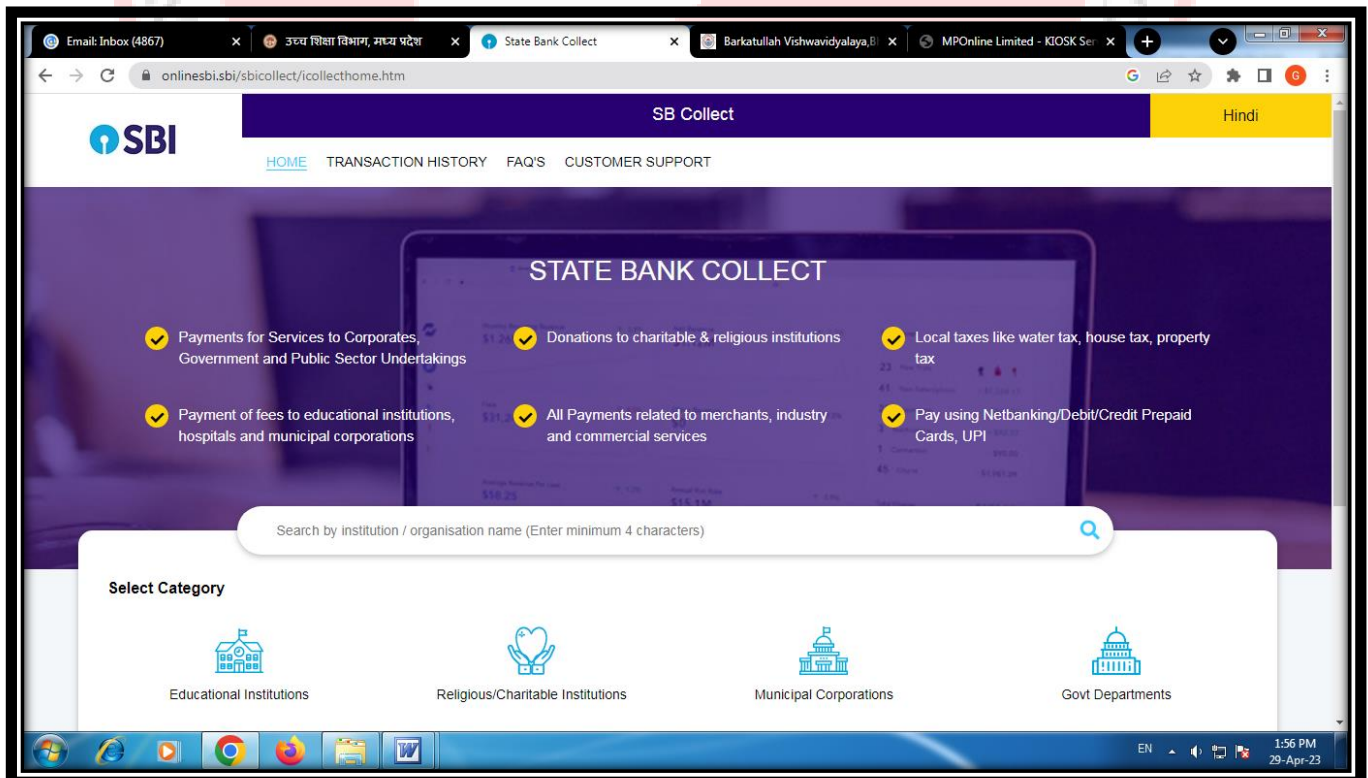 Email: Inbox (4867)
उच्च शिक्षा विभाग, मध्य प्रदेश
State Bank Collect
Barkatullah Vishwavidyalaya,B
MPOnline Limited - KIOSK Ser
onlinesbi.sbi/sbicollect/icollecthome.htm
G
SB Collect
Hindi
SBI
HOME TRANSACTION HISTORY FAQ'S CUSTOMER SUPPORT
STATE BANK COLLECT
Payments for Services to Corporates,
Government and Public Sector Undertakings
Donations to charitable & religious institutions
Local taxes like water tax, house tax, property
tax
Payment of fees to educational institutions,
hospitals and municipal corporations
All Payments related to merchants, industry
and commercial services
Pay using Netbanking/Debit/Credit Prepaid
Cards, UPI
$18.25
$15.1M
Search by institution / organisation name (Enter minimum 4 characters)
Select Category
Educational Institutions
Religious/Charitable Institutions
Municipal Corporations
Govt Departments
EN
1:56 PM
29-Apr-23